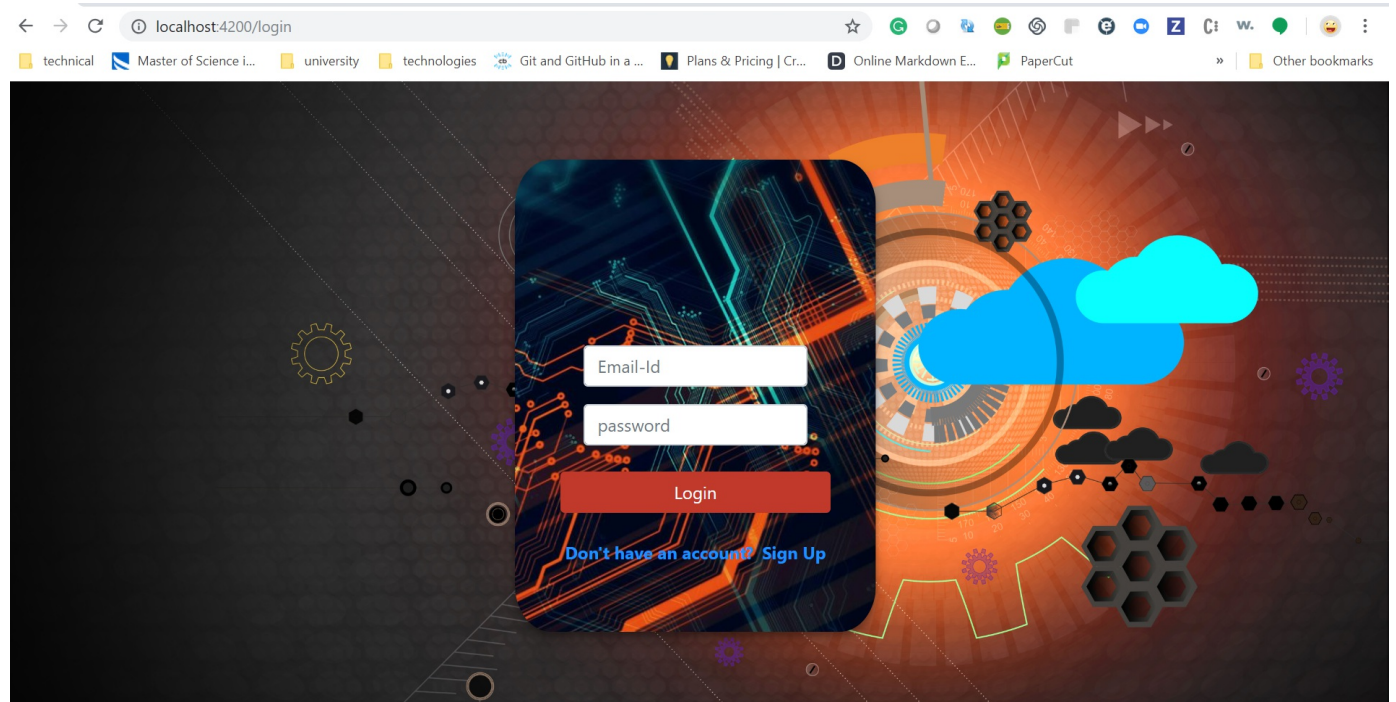 localhost:4200/login
technical Master of Science i... university technologies Git and GitHub in a ... Plans & Pricing | Cr... Online Markdown E... PaperCut » Other bookmarks
Email-Id
password
Login
Don't have an account? Sign Up